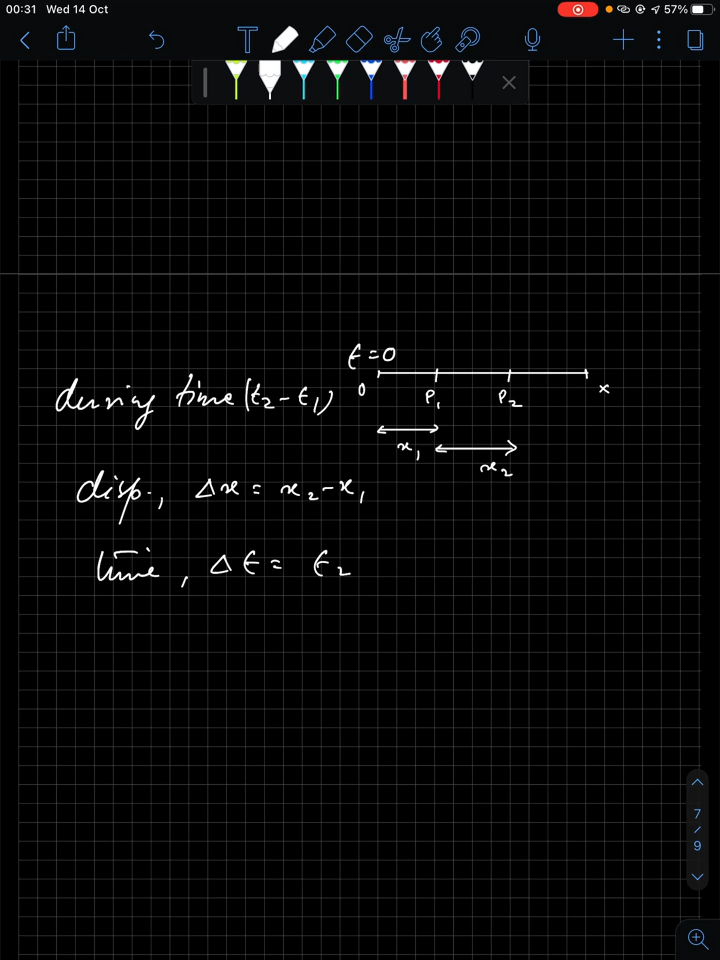 00:31 Wed 14 Oct 57%
T
t = 0
0 P₁ P₂ x
during time (t₂ - t₁)
x₁
x₂
disp., Δx = x₂ - x₁
time, Δt = t₂
7
/
9